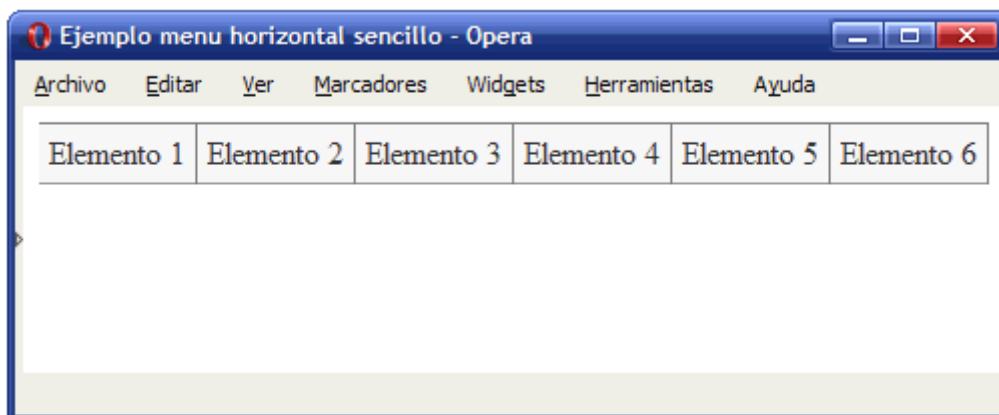 Ejemplo menu horizontal sencillo - Opera
Archivo Editar Ver Marcadores Widgets Herramientas Ayuda
Elemento 1 Elemento 2 Elemento 3 Elemento 4 Elemento 5 Elemento 6